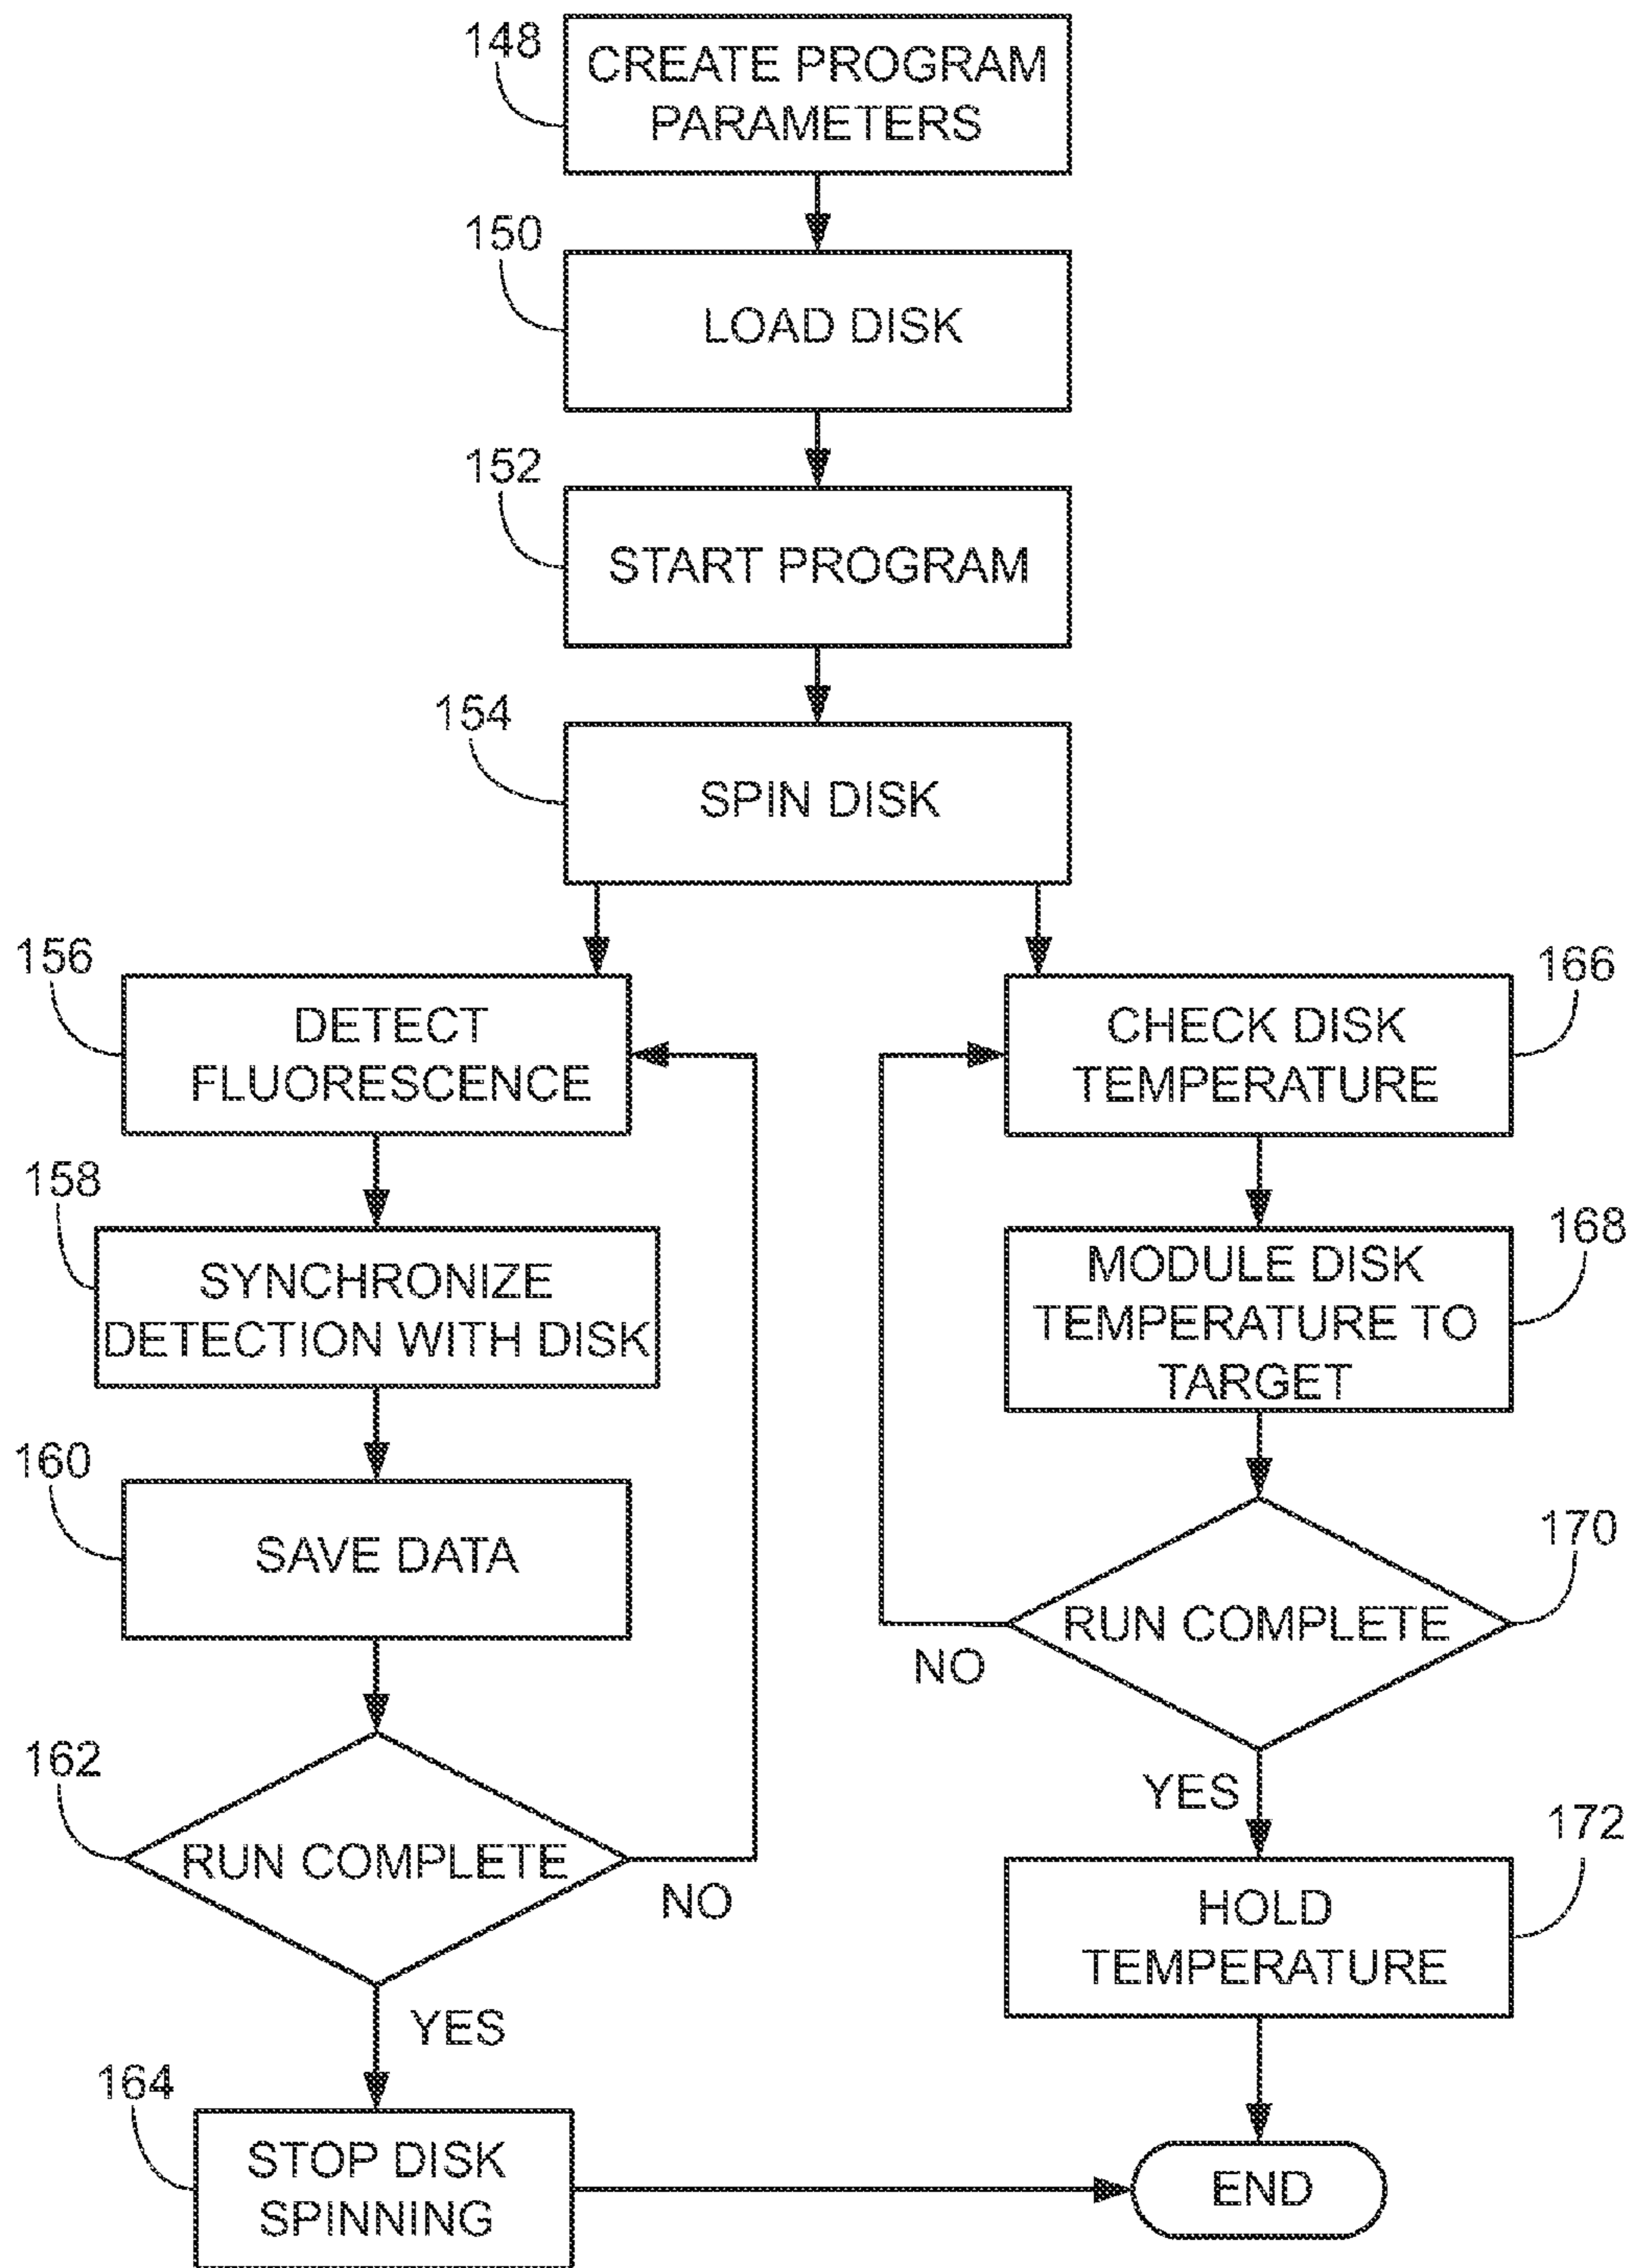 148
CREATE PROGRAM
PARAMETERS
150
LOAD DISK
152
START PROGRAM
154
SPIN DISK
156
DETECT
FLUORESCENCE
158
SYNCHRONIZE
DETECTION WITH DISK
160
SAVE DATA
162
RUN COMPLETE
NO
YES
164
STOP DISK
SPINNING
166
CHECK DISK
TEMPERATURE
168
MODULE DISK
TEMPERATURE TO
TARGET
170
RUN COMPLETE
NO
YES
172
HOLD
TEMPERATURE
END